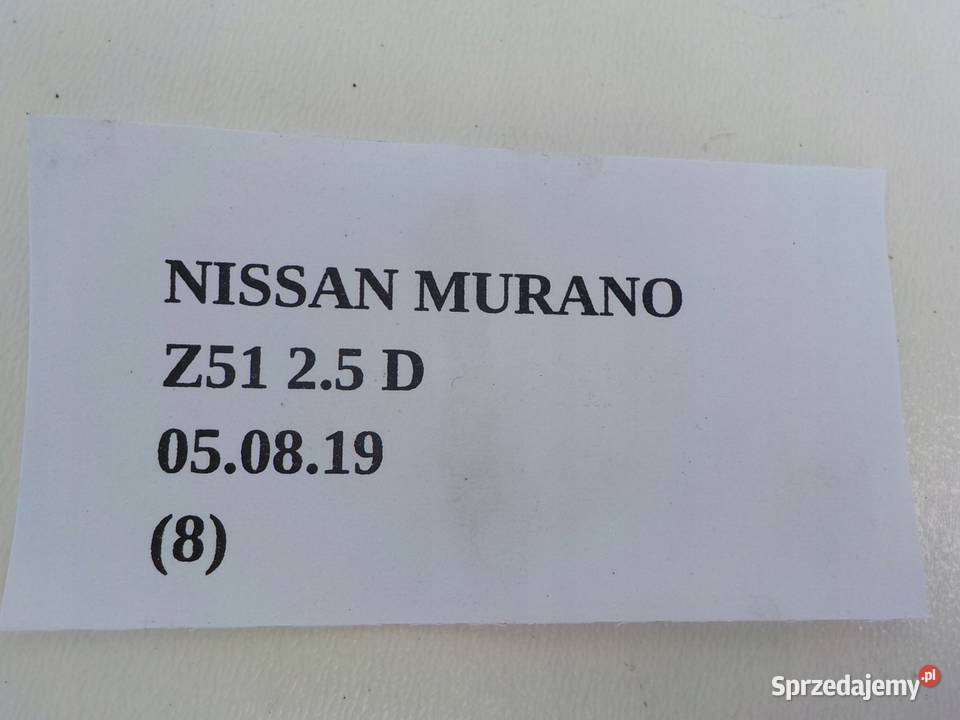 NISSAN MURANO
Z51 2.5 D
05.08.19
(8)
Sprzedajemy.pl